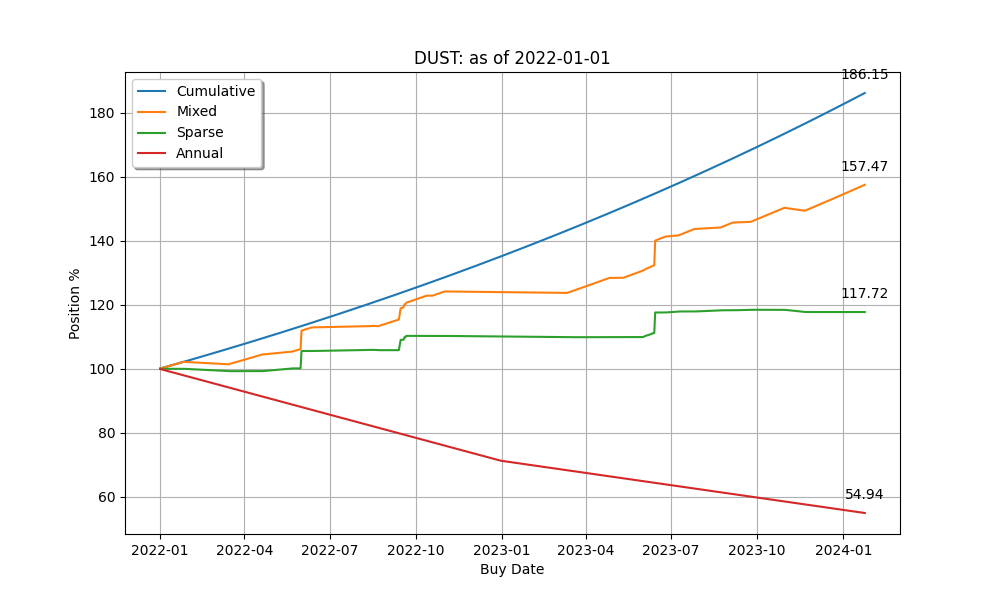 DUST: as of 2022-01-01
186.15
Cumulative
Mixed
Sparse
Annual
180
160
140
120
100
80
60
157.47
117.72
54.94
Position %
2022-01
2022-04
2022-07
2022-10
2023-01
2023-04
2023-07
2023-10
2024-01
Buy Date